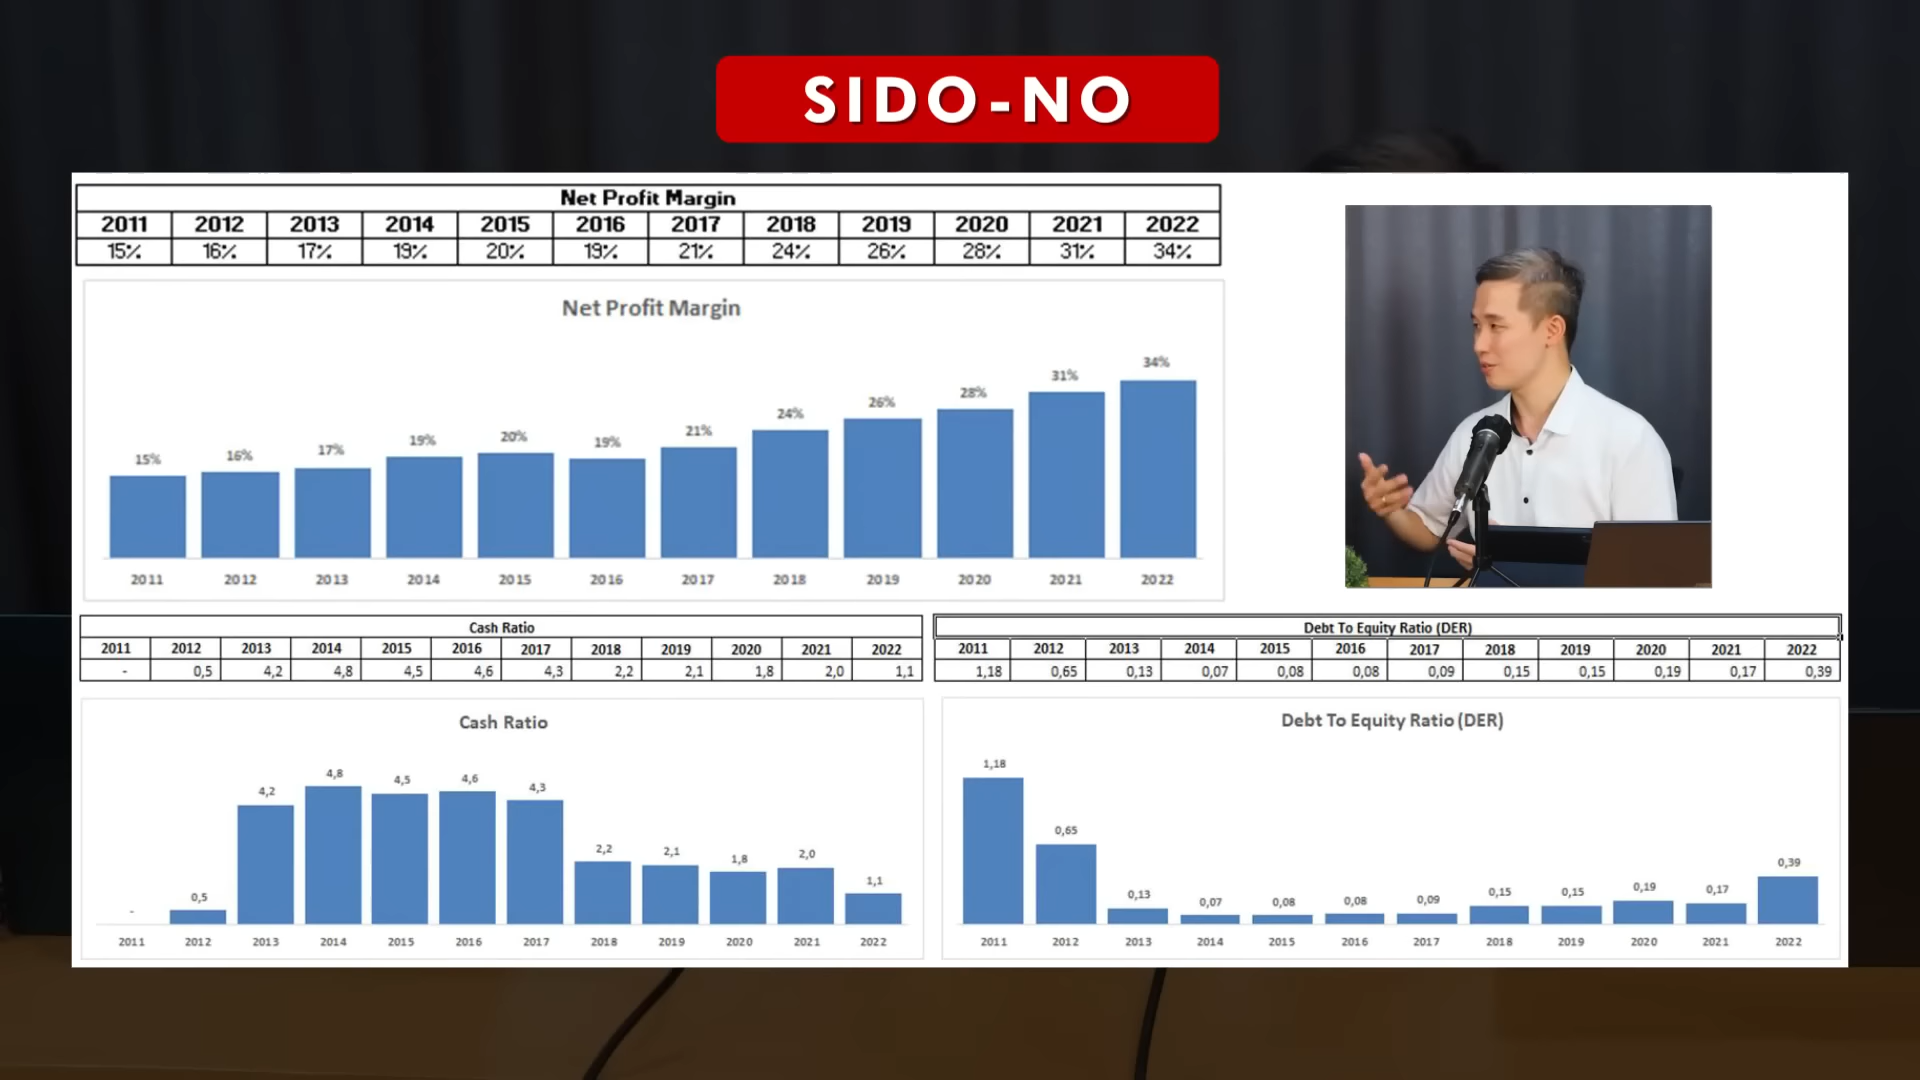 SIDO-NO
Net Profit Margin
2011 2012 2013 2014 2015 2016 2017 2018 2019 2020 2021 2022
15% 16% 17% 19% 20% 19% 21% 24% 26% 28% 31% 34%
Net Profit Margin
15% 16% 17% 19% 20% 19% 21% 24% 26% 28% 31% 34%
2011 2012 2013 2014 2015 2016 2017 2018 2019 2020 2021 2022
Cash Ratio
2011 2012 2013 2014 2015 2016 2017 2018 2019 2020 2021 2022
- 0,5 4,2 4,8 4,5 4,6 4,3 2,2 2,1 1,8 2,0 1,1
Debt To Equity Ratio (DER)
2011 2012 2013 2014 2015 2016 2017 2018 2019 2020 2021 2022
1,18 0,65 0,13 0,07 0,08 0,08 0,09 0,15 0,15 0,19 0,17 0,39
Cash Ratio
- 0,5 4,2 4,8 4,5 4,6 4,3 2,2 2,1 1,8 2,0 1,1
2011 2012 2013 2014 2015 2016 2017 2018 2019 2020 2021 2022
Debt To Equity Ratio (DER)
1,18 0,65 0,13 0,07 0,08 0,08 0,09 0,15 0,15 0,19 0,17 0,39
2011 2012 2013 2014 2015 2016 2017 2018 2019 2020 2021 2022